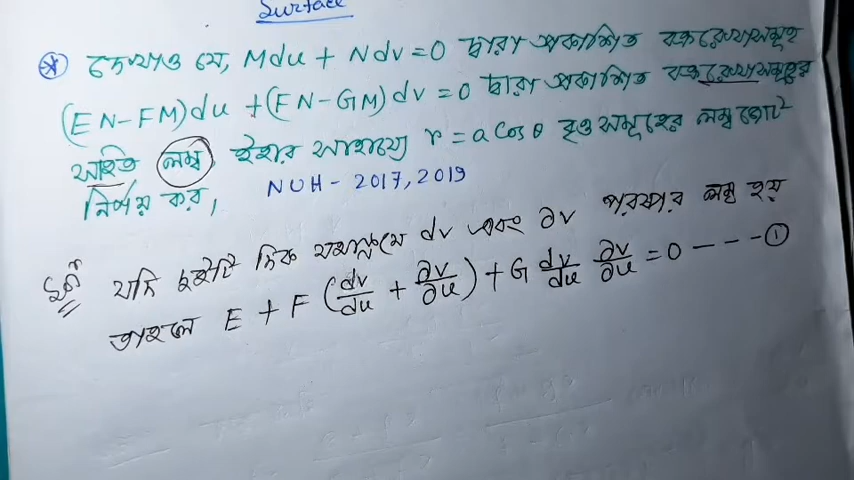 Surface
* দেখাও যে, Mdu + Ndv = 0 দ্বারা প্রকাশিত বক্ররেখাসমূহ
(EN-FM)du + (FN-GM)dv = 0 দ্বারা প্রকাশিত বক্ররেখাসমূহের
সহিত লম্ব ইহার সাহায্যে r = a cos θ বৃত্ত সমূহের লম্ব ছেদী
নির্ণয় কর, NUH - 2017, 2019
যদি দুইটি দিক যথাক্রমে dv এবং ∂v পরস্পর লম্ব হয়
তাহলে E + F (dv/du + ∂v/∂u) + G dv/du ∂v/∂u = 0 --- ①